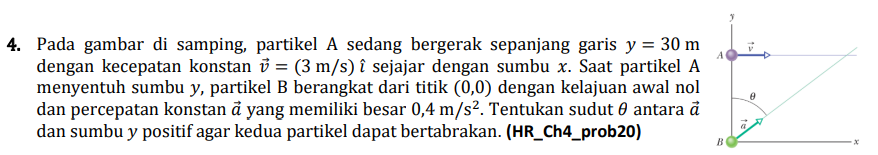 4. Pada gambar di samping, partikel A sedang bergerak sepanjang garis y = 30 m
dengan kecepatan konstan v⃗ = (3 m/s) î sejajar dengan sumbu x. Saat partikel A
menyentuh sumbu y, partikel B berangkat dari titik (0,0) dengan kelajuan awal nol
dan percepatan konstan a⃗ yang memiliki besar 0,4 m/s². Tentukan sudut θ antara a⃗
dan sumbu y positif agar kedua partikel dapat bertabrakan. (HR_Ch4_prob20)
y
A
v⃗
θ
a⃗
B
x